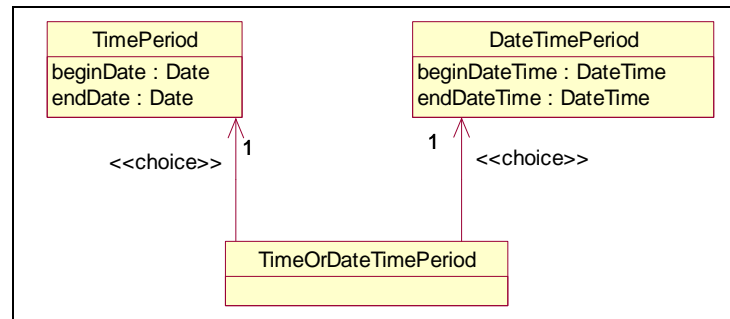 TimePeriod
beginDate : Date
endDate : Date
DateTimePeriod
beginDateTime : DateTime
endDateTime : DateTime
1
<<choice>>
1
<<choice>>
TimeOrDateTimePeriod